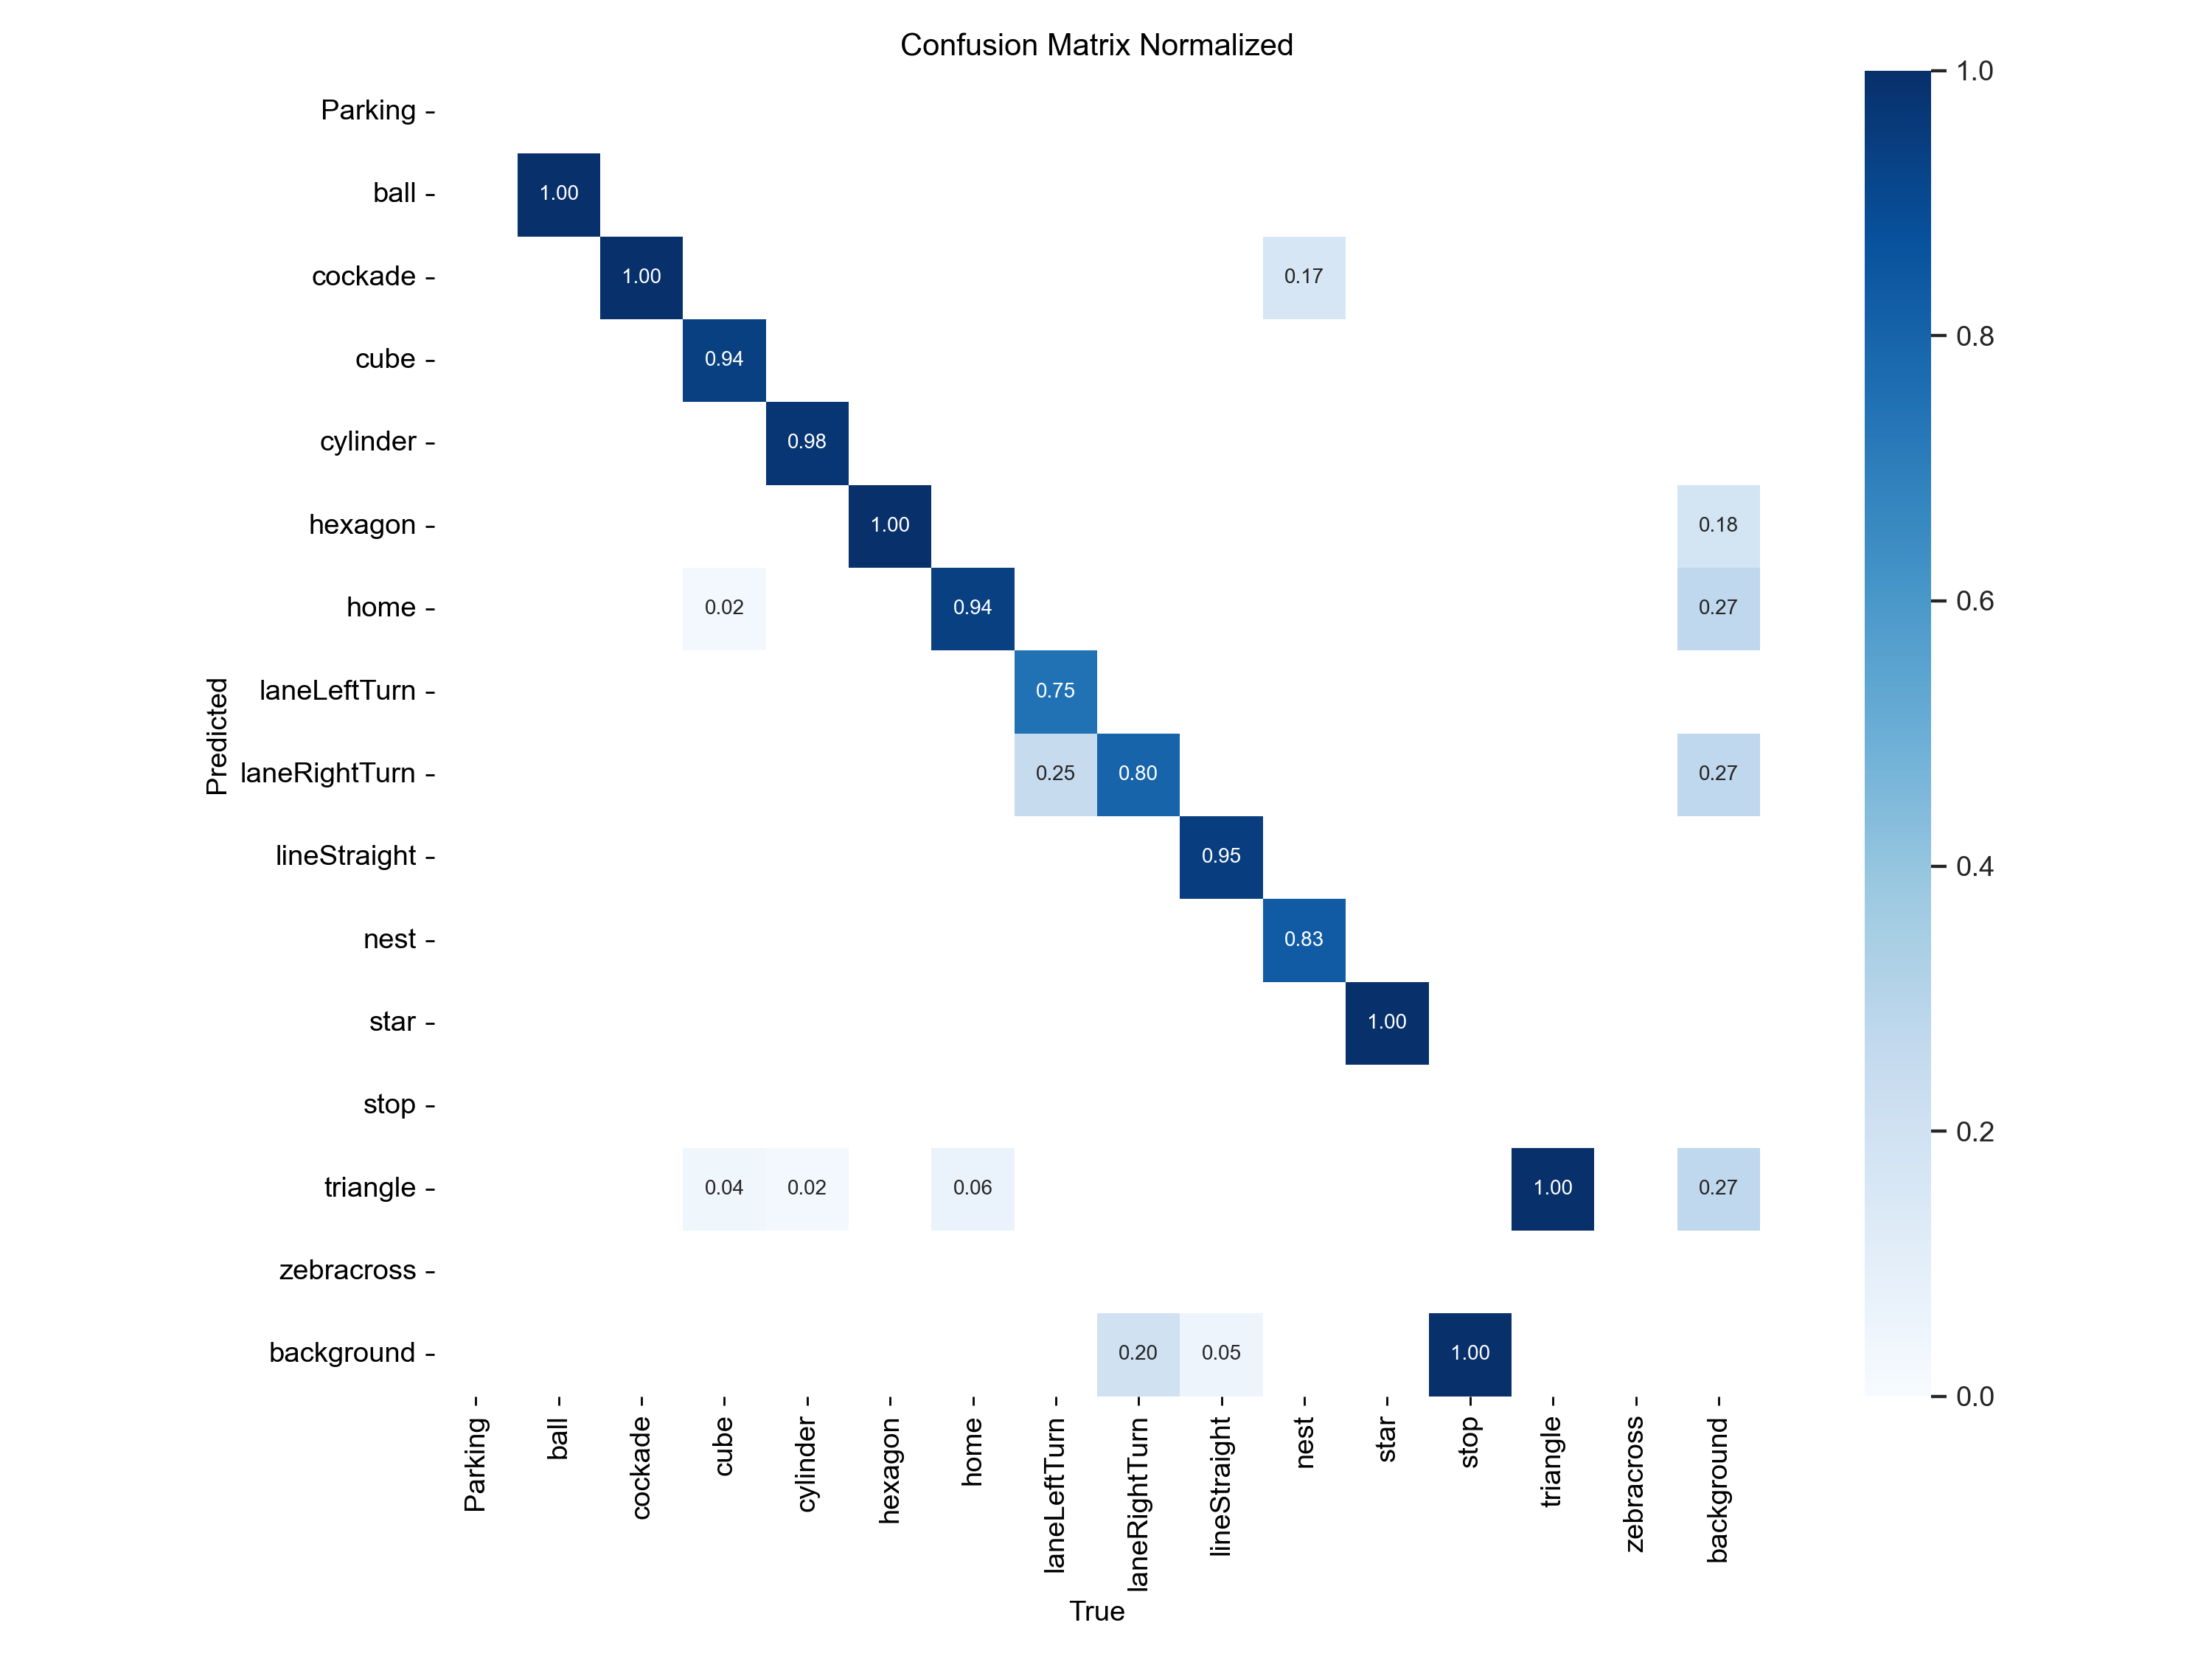 Confusion Matrix Normalized
Parking
ball 1.00
cockade 1.00 0.17
cube 0.94
cylinder 0.98
hexagon 1.00 0.18
home 0.02 0.94 0.27
laneLeftTurn 0.75
laneRightTurn 0.25 0.80 0.27
lineStraight 0.95
nest 0.83
star 1.00
stop
triangle 0.04 0.02 0.06 1.00 0.27
zebracross
background 0.20 0.05 1.00
Predicted
Parking
ball
cockade
cube
cylinder
hexagon
home
laneLeftTurn
laneRightTurn
lineStraight
nest
star
stop
triangle
zebracross
background
True
1.0
0.8
0.6
0.4
0.2
0.0